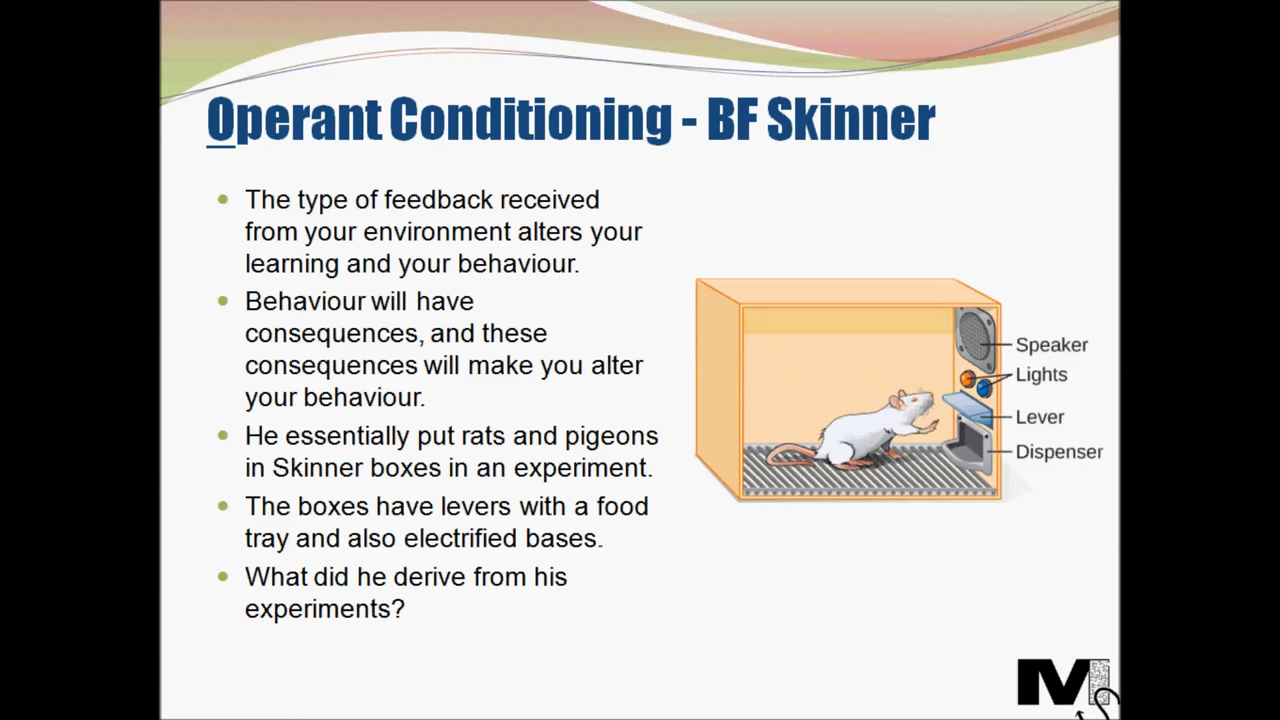 Operant Conditioning - BF Skinner
The type of feedback received
from your environment alters your
learning and your behaviour.
Behaviour will have
consequences, and these
consequences will make you alter
your behaviour.
He essentially put rats and pigeons
in Skinner boxes in an experiment.
The boxes have levers with a food
tray and also electrified bases.
What did he derive from his
experiments?
Speaker
Lights
Lever
Dispenser